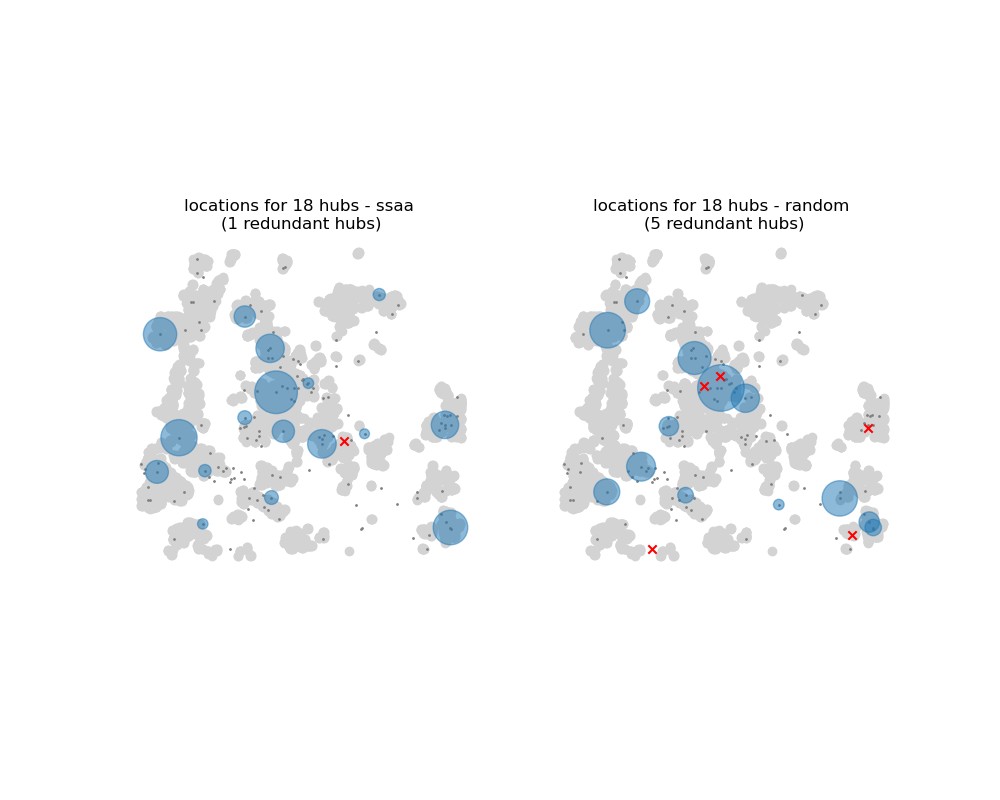 locations for 18 hubs - ssaa
(1 redundant hubs)
locations for 18 hubs - random
(5 redundant hubs)